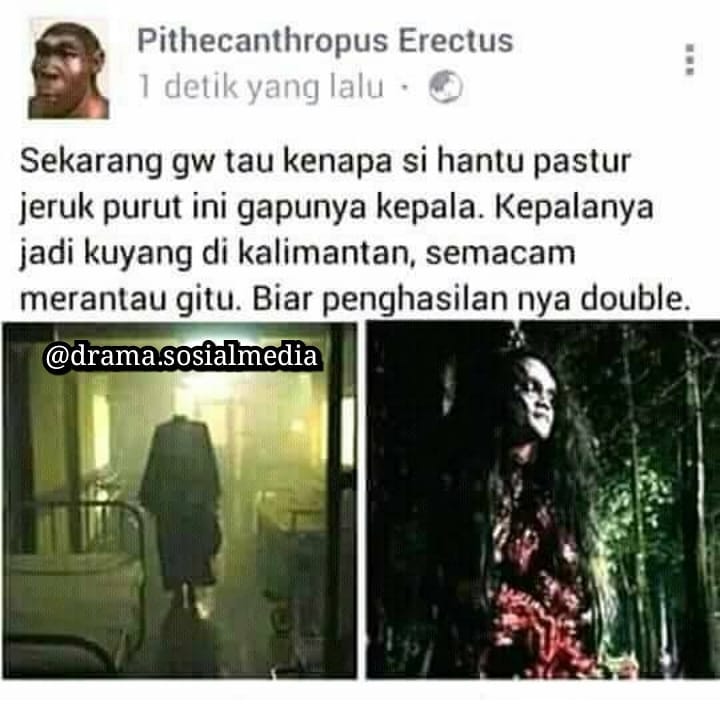 Pithecanthropus Erectus
1 detik yang lalu ·
Sekarang gw tau kenapa si hantu pastur
jeruk purut ini gapunya kepala. Kepalanya
jadi kuyang di kalimantan, semacam
merantau gitu. Biar penghasilan nya double.
@drama.sosialmedia